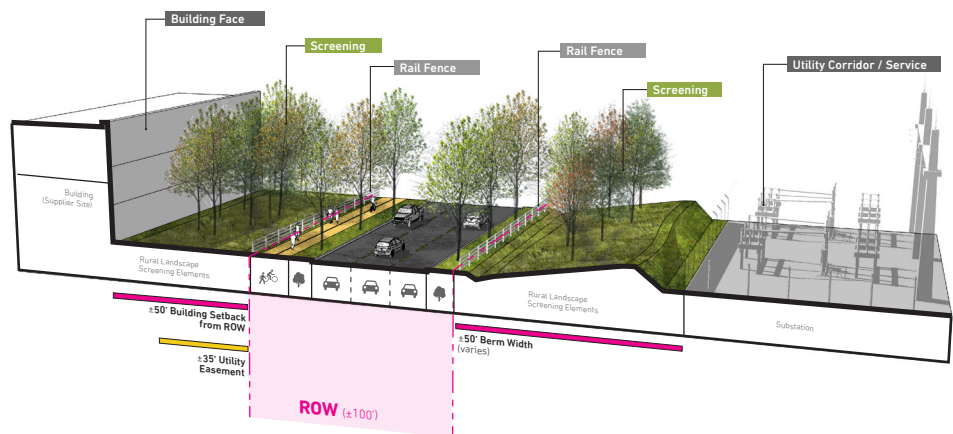 Building Face
Screening
Rail Fence
Rail Fence
Utility Corridor / Service
Screening
Building
(Supplier Site)
Rural Landscape
Screening Elements
Rural Landscape
Screening Elements
Substation
±50' Building Setback
from ROW
±35' Utility
Easement
±50' Berm Width
(varies)
ROW (±100')